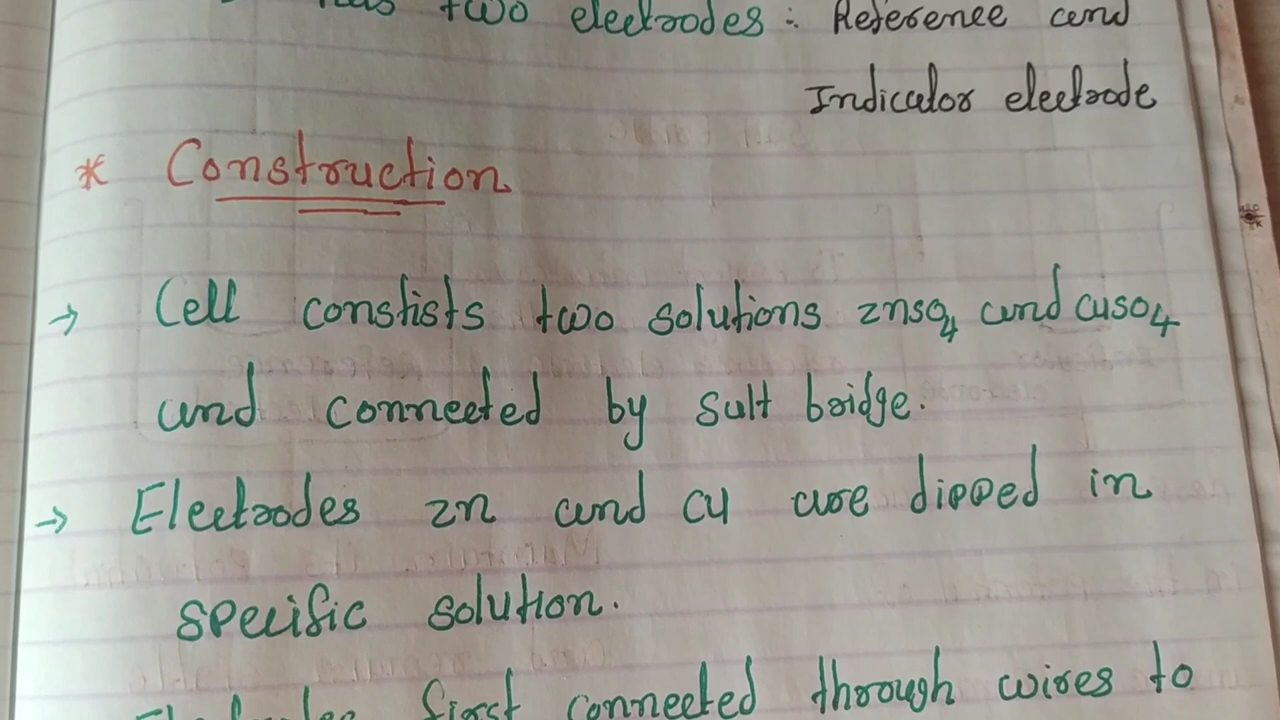 has two electrodes : Reference and
Indicator electrode
* Construction
→ Cell constists two solutions znso4 and cuso4
and connected by salt bridge.
→ Electrodes zn and cu are dipped in
specific solution.
first connected through wires to